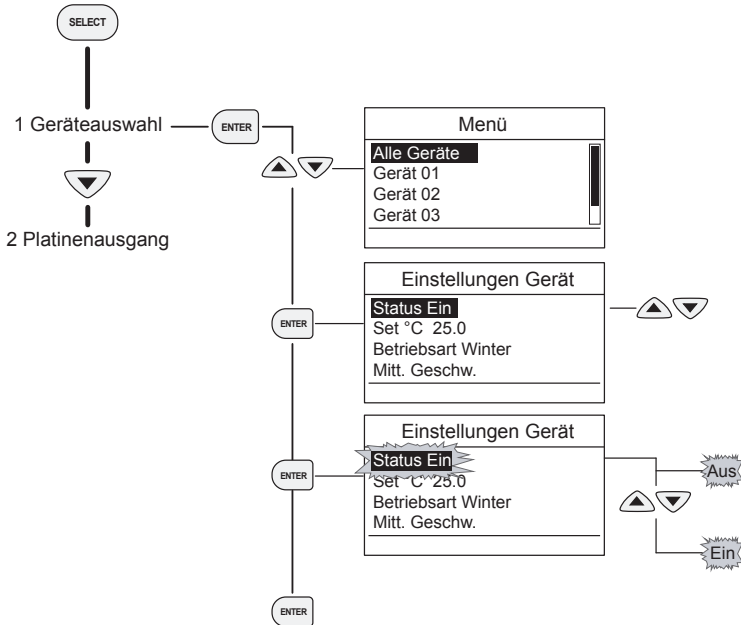 SELECT
1 Geräteauswahl
ENTER
2 Platinenausgang
Menü
Alle Geräte
Gerät 01
Gerät 02
Gerät 03
ENTER
Einstellungen Gerät
Status Ein
Set °C 25.0
Betriebsart Winter
Mitt. Geschw.
ENTER
Einstellungen Gerät
Status Ein
Set °C 25.0
Betriebsart Winter
Mitt. Geschw.
Aus
Ein
ENTER